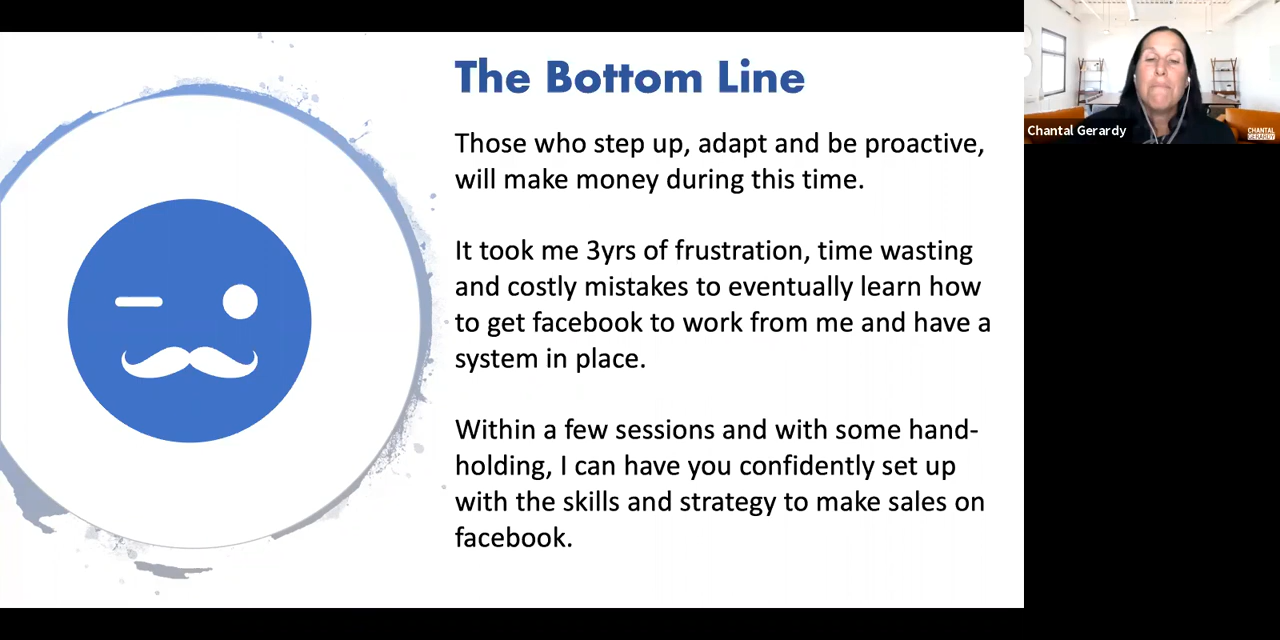 The Bottom Line
Those who step up, adapt and be proactive,
will make money during this time.
It took me 3yrs of frustration, time wasting
and costly mistakes to eventually learn how
to get facebook to work from me and have a
system in place.
Within a few sessions and with some hand-
holding, I can have you confidently set up
with the skills and strategy to make sales on
facebook.
Chantal Gerardy
CHANTAL
GERARDY